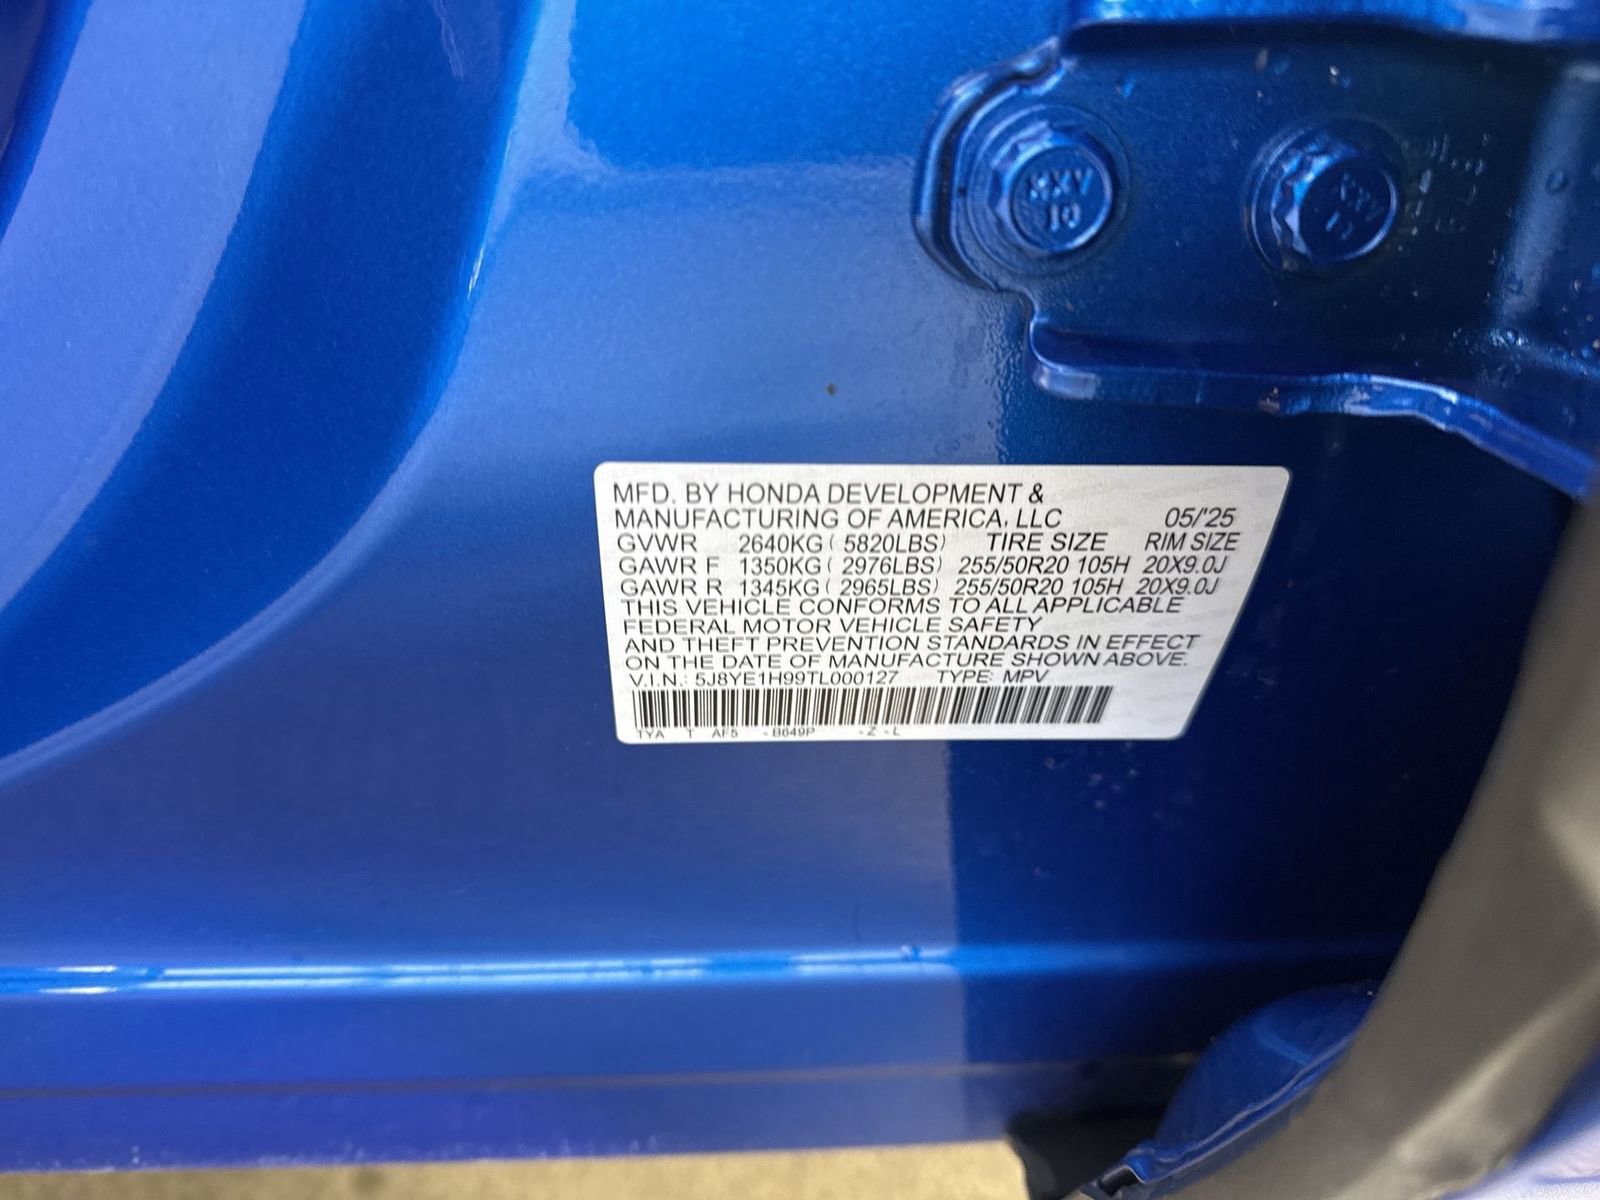 MFD. BY HONDA DEVELOPMENT &
MANUFACTURING OF AMERICA, LLC 05/'25
GVWR 2640KG ( 5820LBS) TIRE SIZE RIM SIZE
GAWR F 1350KG ( 2976LBS) 255/50R20 105H 20X9.0J
GAWR R 1345KG ( 2965LBS) 255/50R20 105H 20X9.0J
THIS VEHICLE CONFORMS TO ALL APPLICABLE
FEDERAL MOTOR VEHICLE SAFETY
AND THEFT PREVENTION STANDARDS IN EFFECT
ON THE DATE OF MANUFACTURE SHOWN ABOVE.
V.I.N.: 5J8YE1H99TL000127 TYPE: MPV
TYA T AF5 - B649P - Z - L